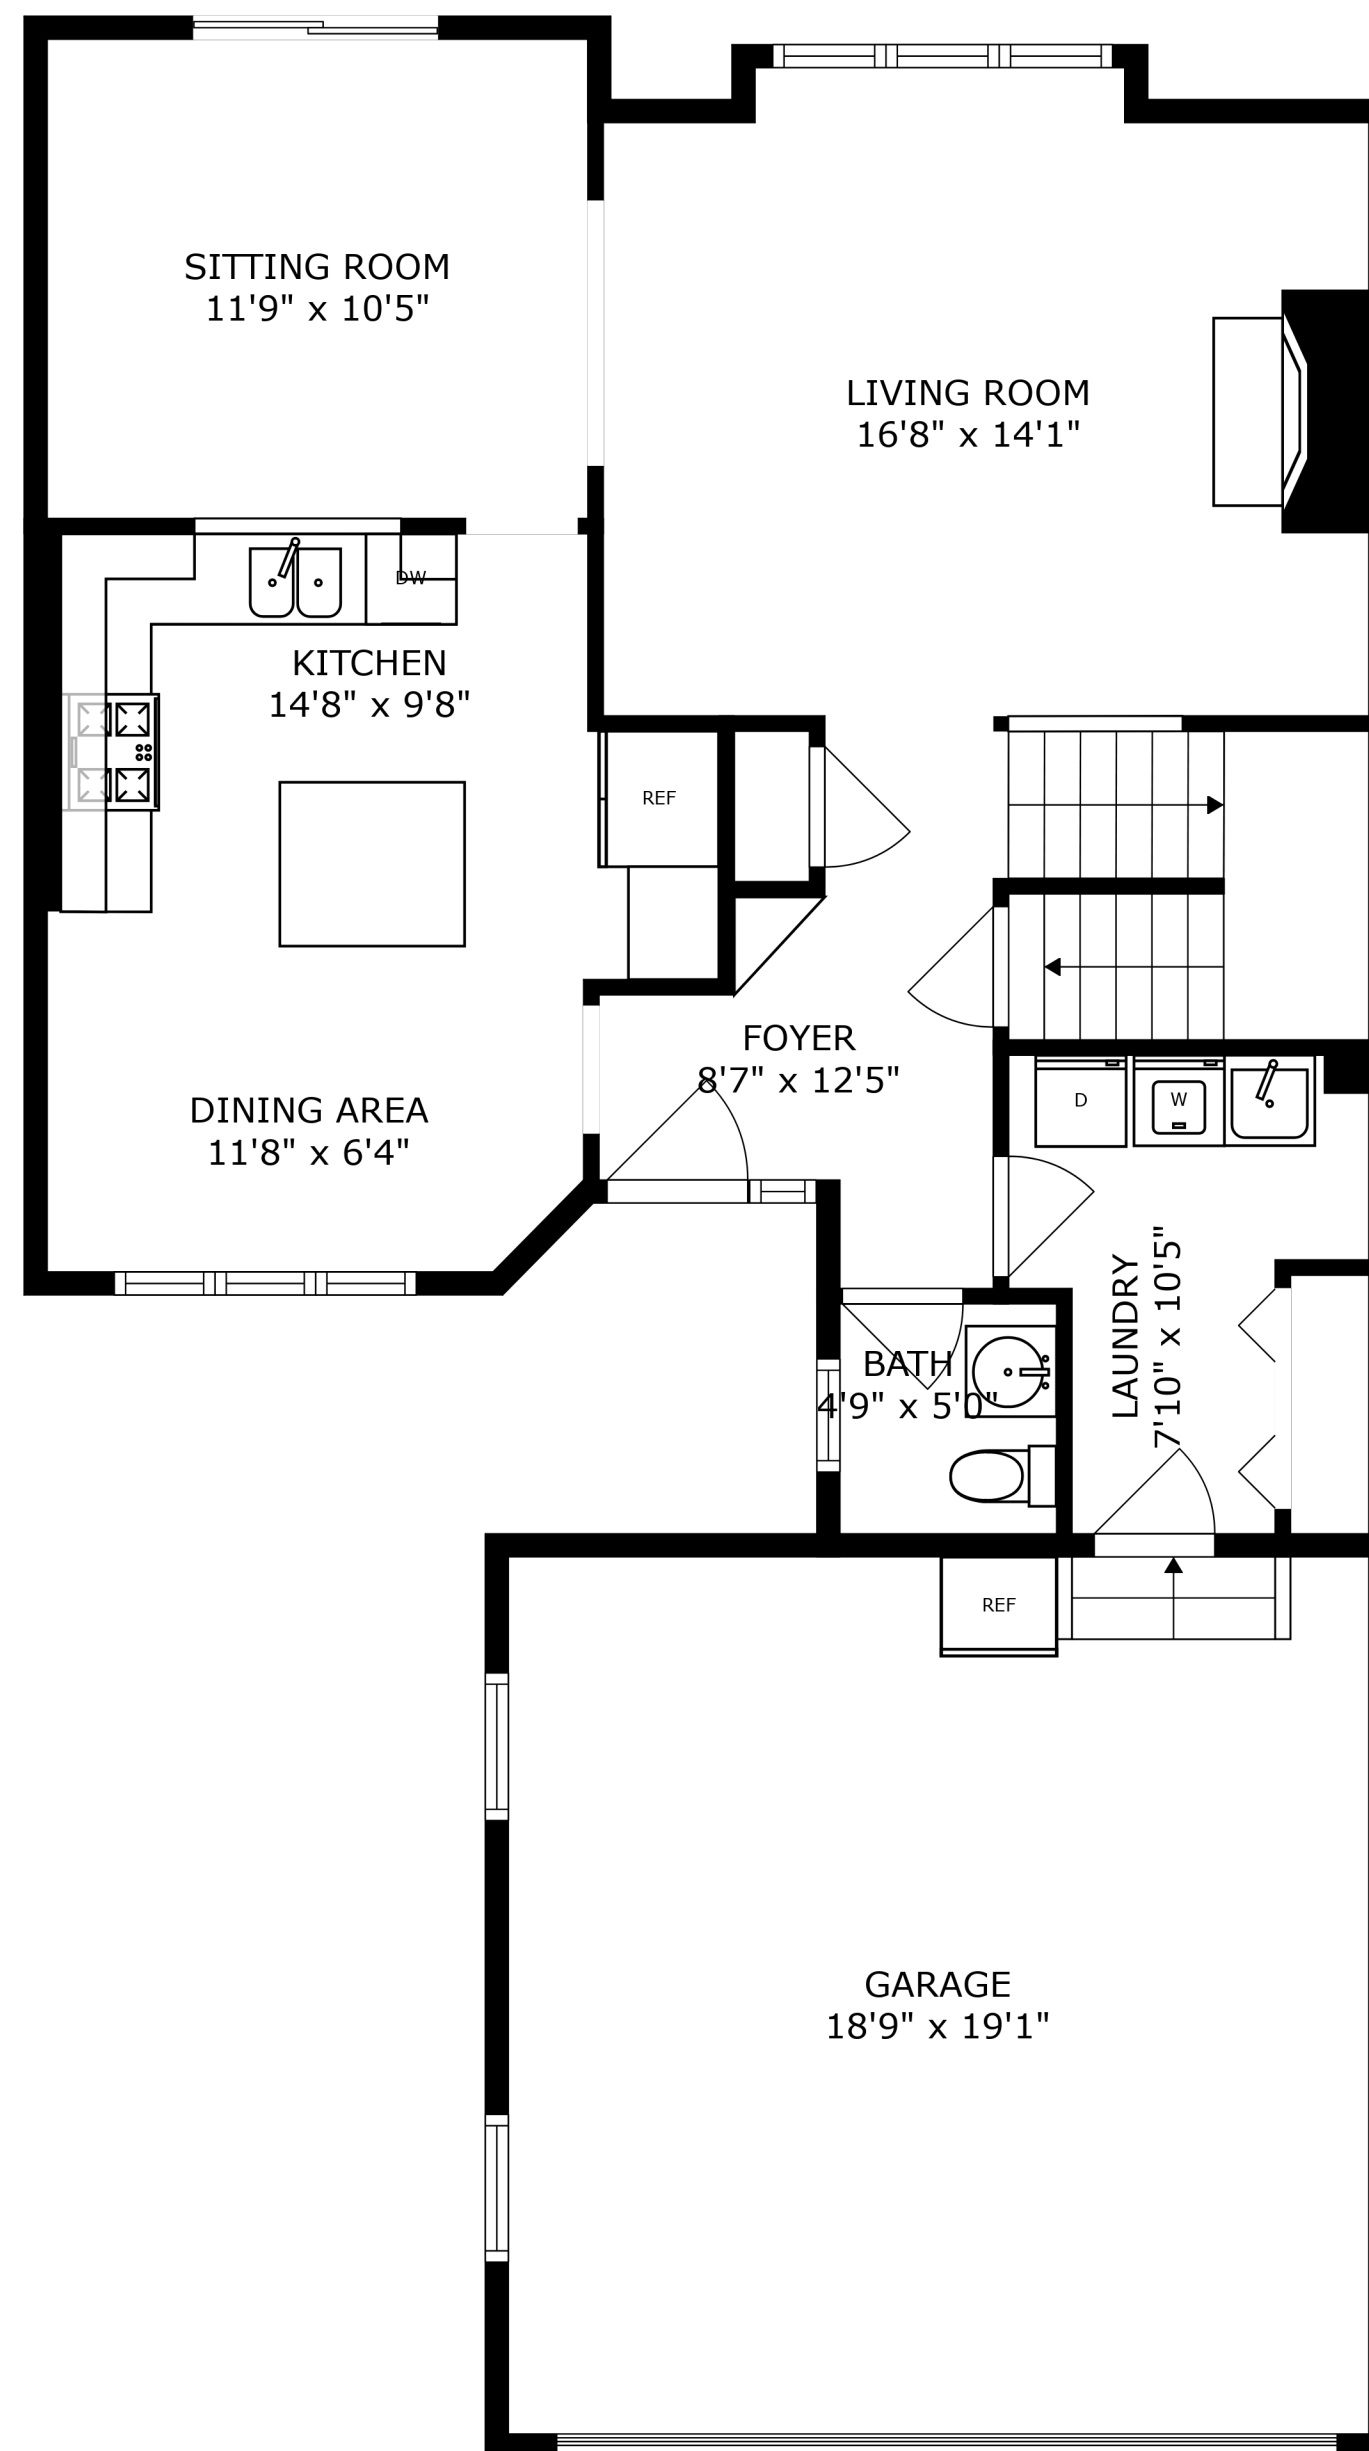 SITTING ROOM
11'9" x 10'5"
LIVING ROOM
16'8" x 14'1"
DW
KITCHEN
14'8" x 9'8"
REF
FOYER
8'7" x 12'5"
DINING AREA
11'8" x 6'4"
D
W
LAUNDRY
7'10" x 10'5"
BATH
4'9" x 5'0"
REF
GARAGE
18'9" x 19'1"